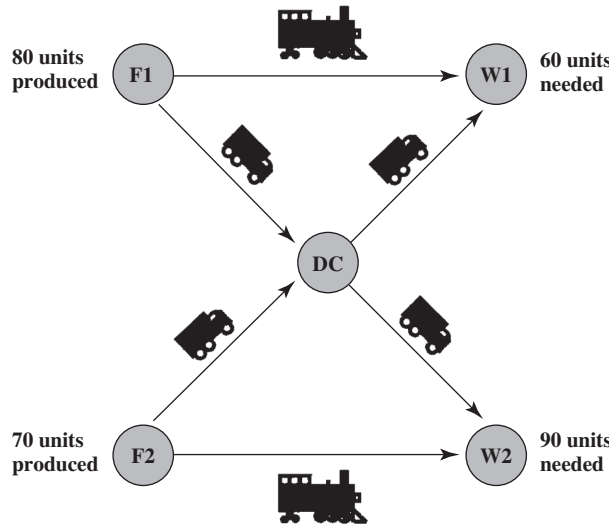 80 units
produced
F1
W1
60 units
needed
DC
70 units
produced
F2
W2
90 units
needed